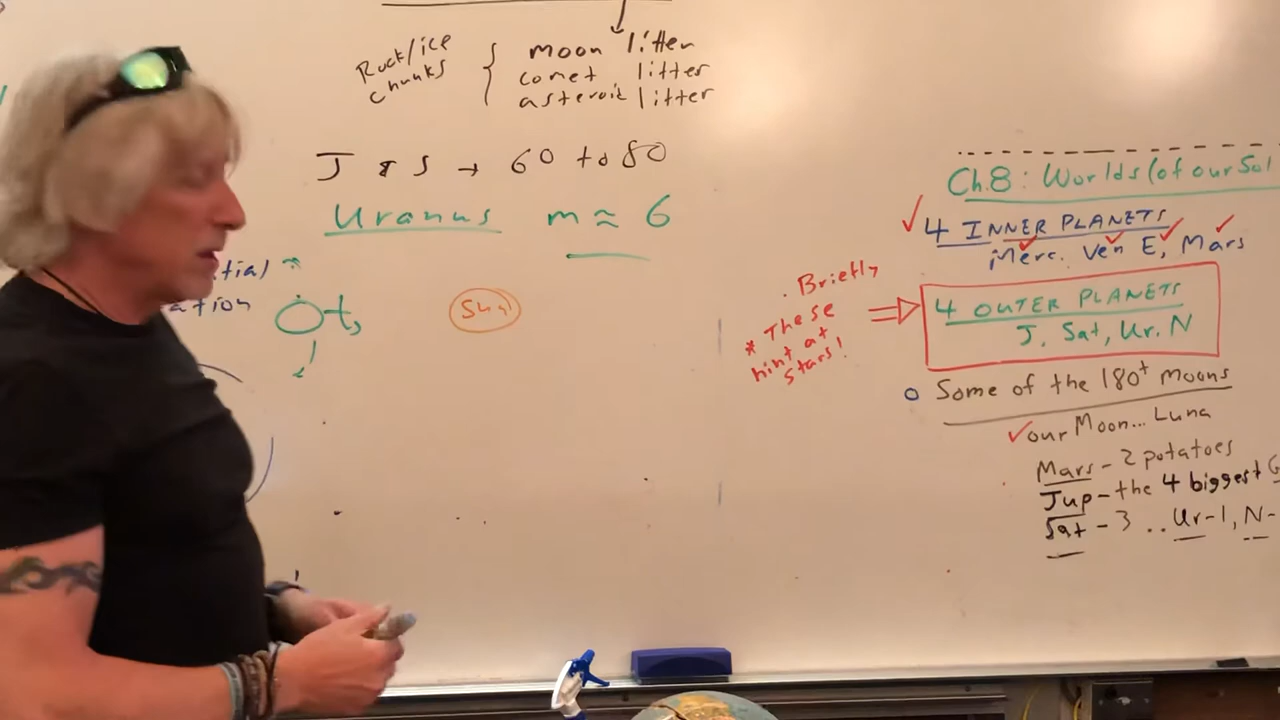 Rock/ice
chunks
moon litter
comet litter
asteroid litter
J & S → 60 to 80
Uranus m ≈ 6
tial
ation
Sun
Ch.8: Worlds (of our Sol
4 INNER PLANETS
Merc. Ven E, Mars
. Briefly
* These
hint at
stars!
4 OUTER PLANETS
J. Sat, Ur. N
Some of the 180+ Moons
our Moon... Luna
Mars - 2 potatoes
Jup - the 4 biggest G
Sat - 3 .. Ur-1, N-